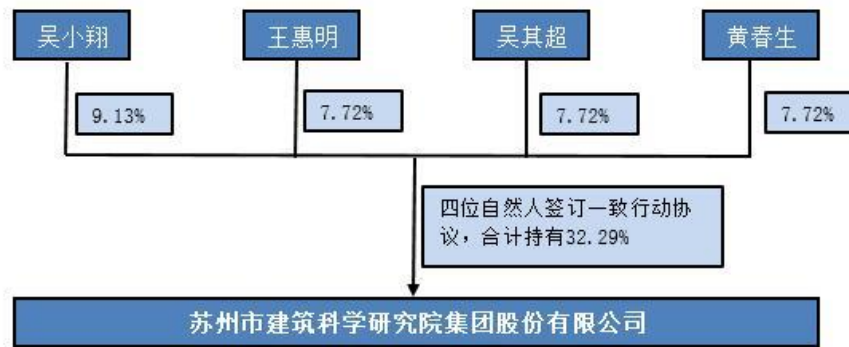 吴小翔
王惠明
吴其超
黄春生
9.13%
7.72%
7.72%
7.72%
四位自然人签订一致行动协
议，合计持有32.29%
苏州市建筑科学研究院集团股份有限公司